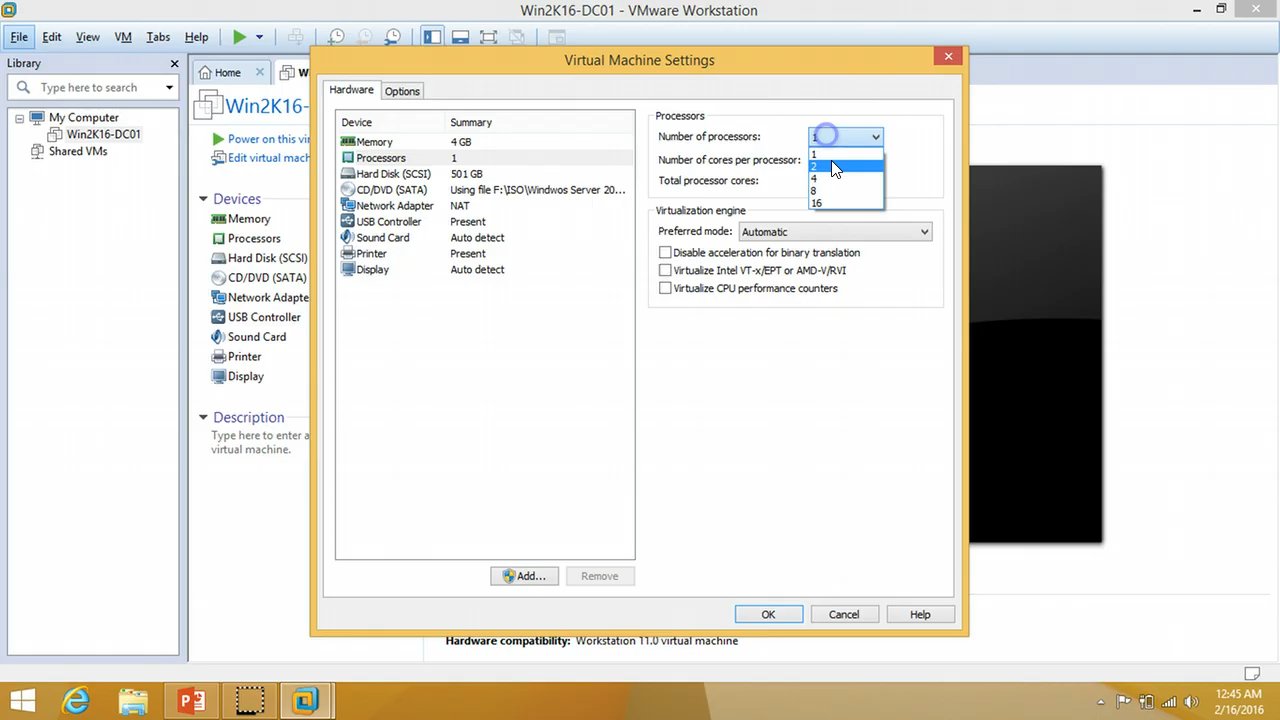 Win2K16-DC01 - VMware Workstation
File Edit View VM Tabs Help
Library
Type here to search
My Computer
Win2K16-DC01
Shared VMs
Home
W
Win2K16-
Power on this virtual
Edit virtual mach
Devices
Memory
Processors
Hard Disk (SCSI)
CD/DVD (SATA)
Network Adapte
USB Controller
Sound Card
Printer
Display
Description
Type here to enter a
virtual machine.
Virtual Machine Settings
Hardware Options
Device Summary
Memory 4 GB
Processors 1
Hard Disk (SCSI) 501 GB
CD/DVD (SATA) Using file F:\ISO\Windwos Server 20...
Network Adapter NAT
USB Controller Present
Sound Card Auto detect
Printer Present
Display Auto detect
Add... Remove
Processors
Number of processors: 1
1
2
4
8
16
Number of cores per processor:
Total processor cores:
Virtualization engine
Preferred mode: Automatic
Disable acceleration for binary translation
Virtualize Intel VT-x/EPT or AMD-V/RVI
Virtualize CPU performance counters
OK Cancel Help
Hardware compatibility: Workstation 11.0 virtual machine
12:45 AM
2/16/2016